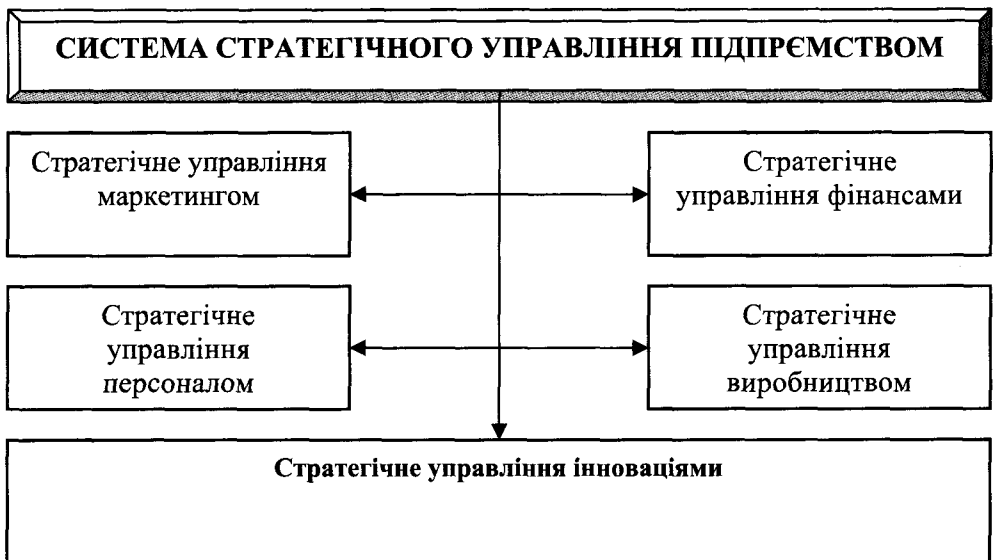 СИСТЕМА СТРАТЕГІЧНОГО УПРАВЛІННЯ ПІДПРЄМСТВОМ
Стратегічне управління
маркетингом
Стратегічне
управління фінансами
Стратегічне
управління
персоналом
Стратегічне
управління
виробництвом
Стратегічне управління інноваціями